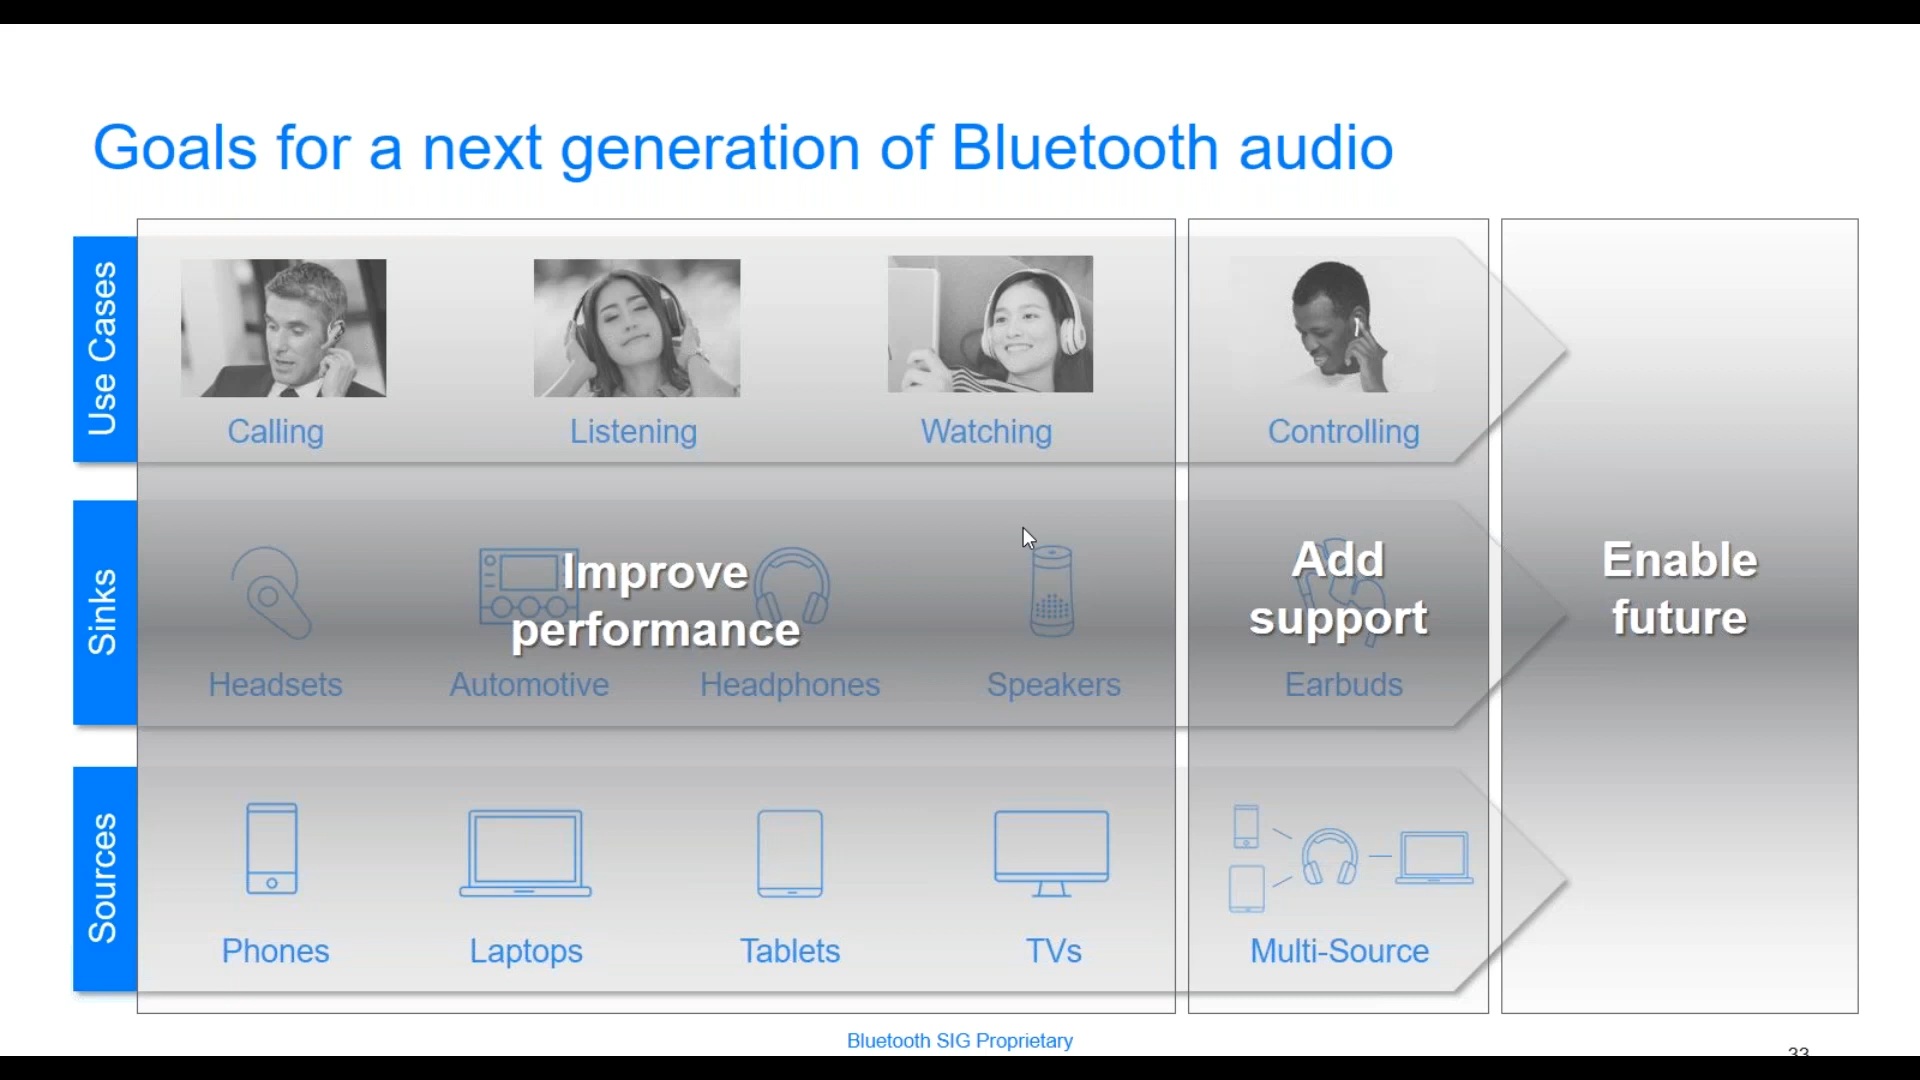 Goals for a next generation of Bluetooth audio
Use Cases
Calling
Listening
Watching
Controlling
Sinks
Improve
performance
Add
support
Enable
future
Headsets
Automotive
Headphones
Speakers
Earbuds
Sources
Phones
Laptops
Tablets
TVs
Multi-Source
Bluetooth SIG Proprietary
33